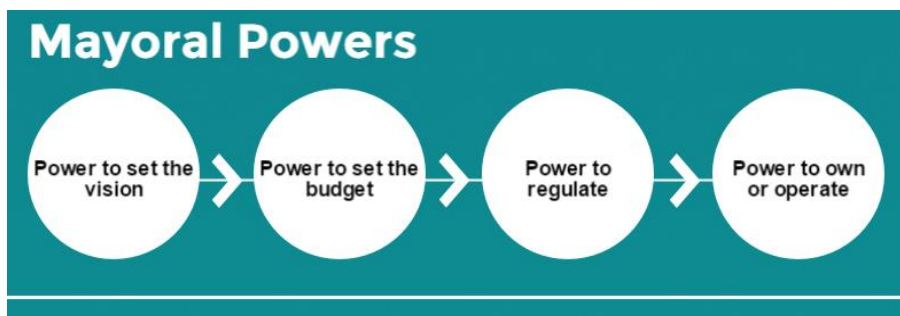 Mayoral Powers
Power to set the
vision
Power to set the
budget
Power to
regulate
Power to own
or operate